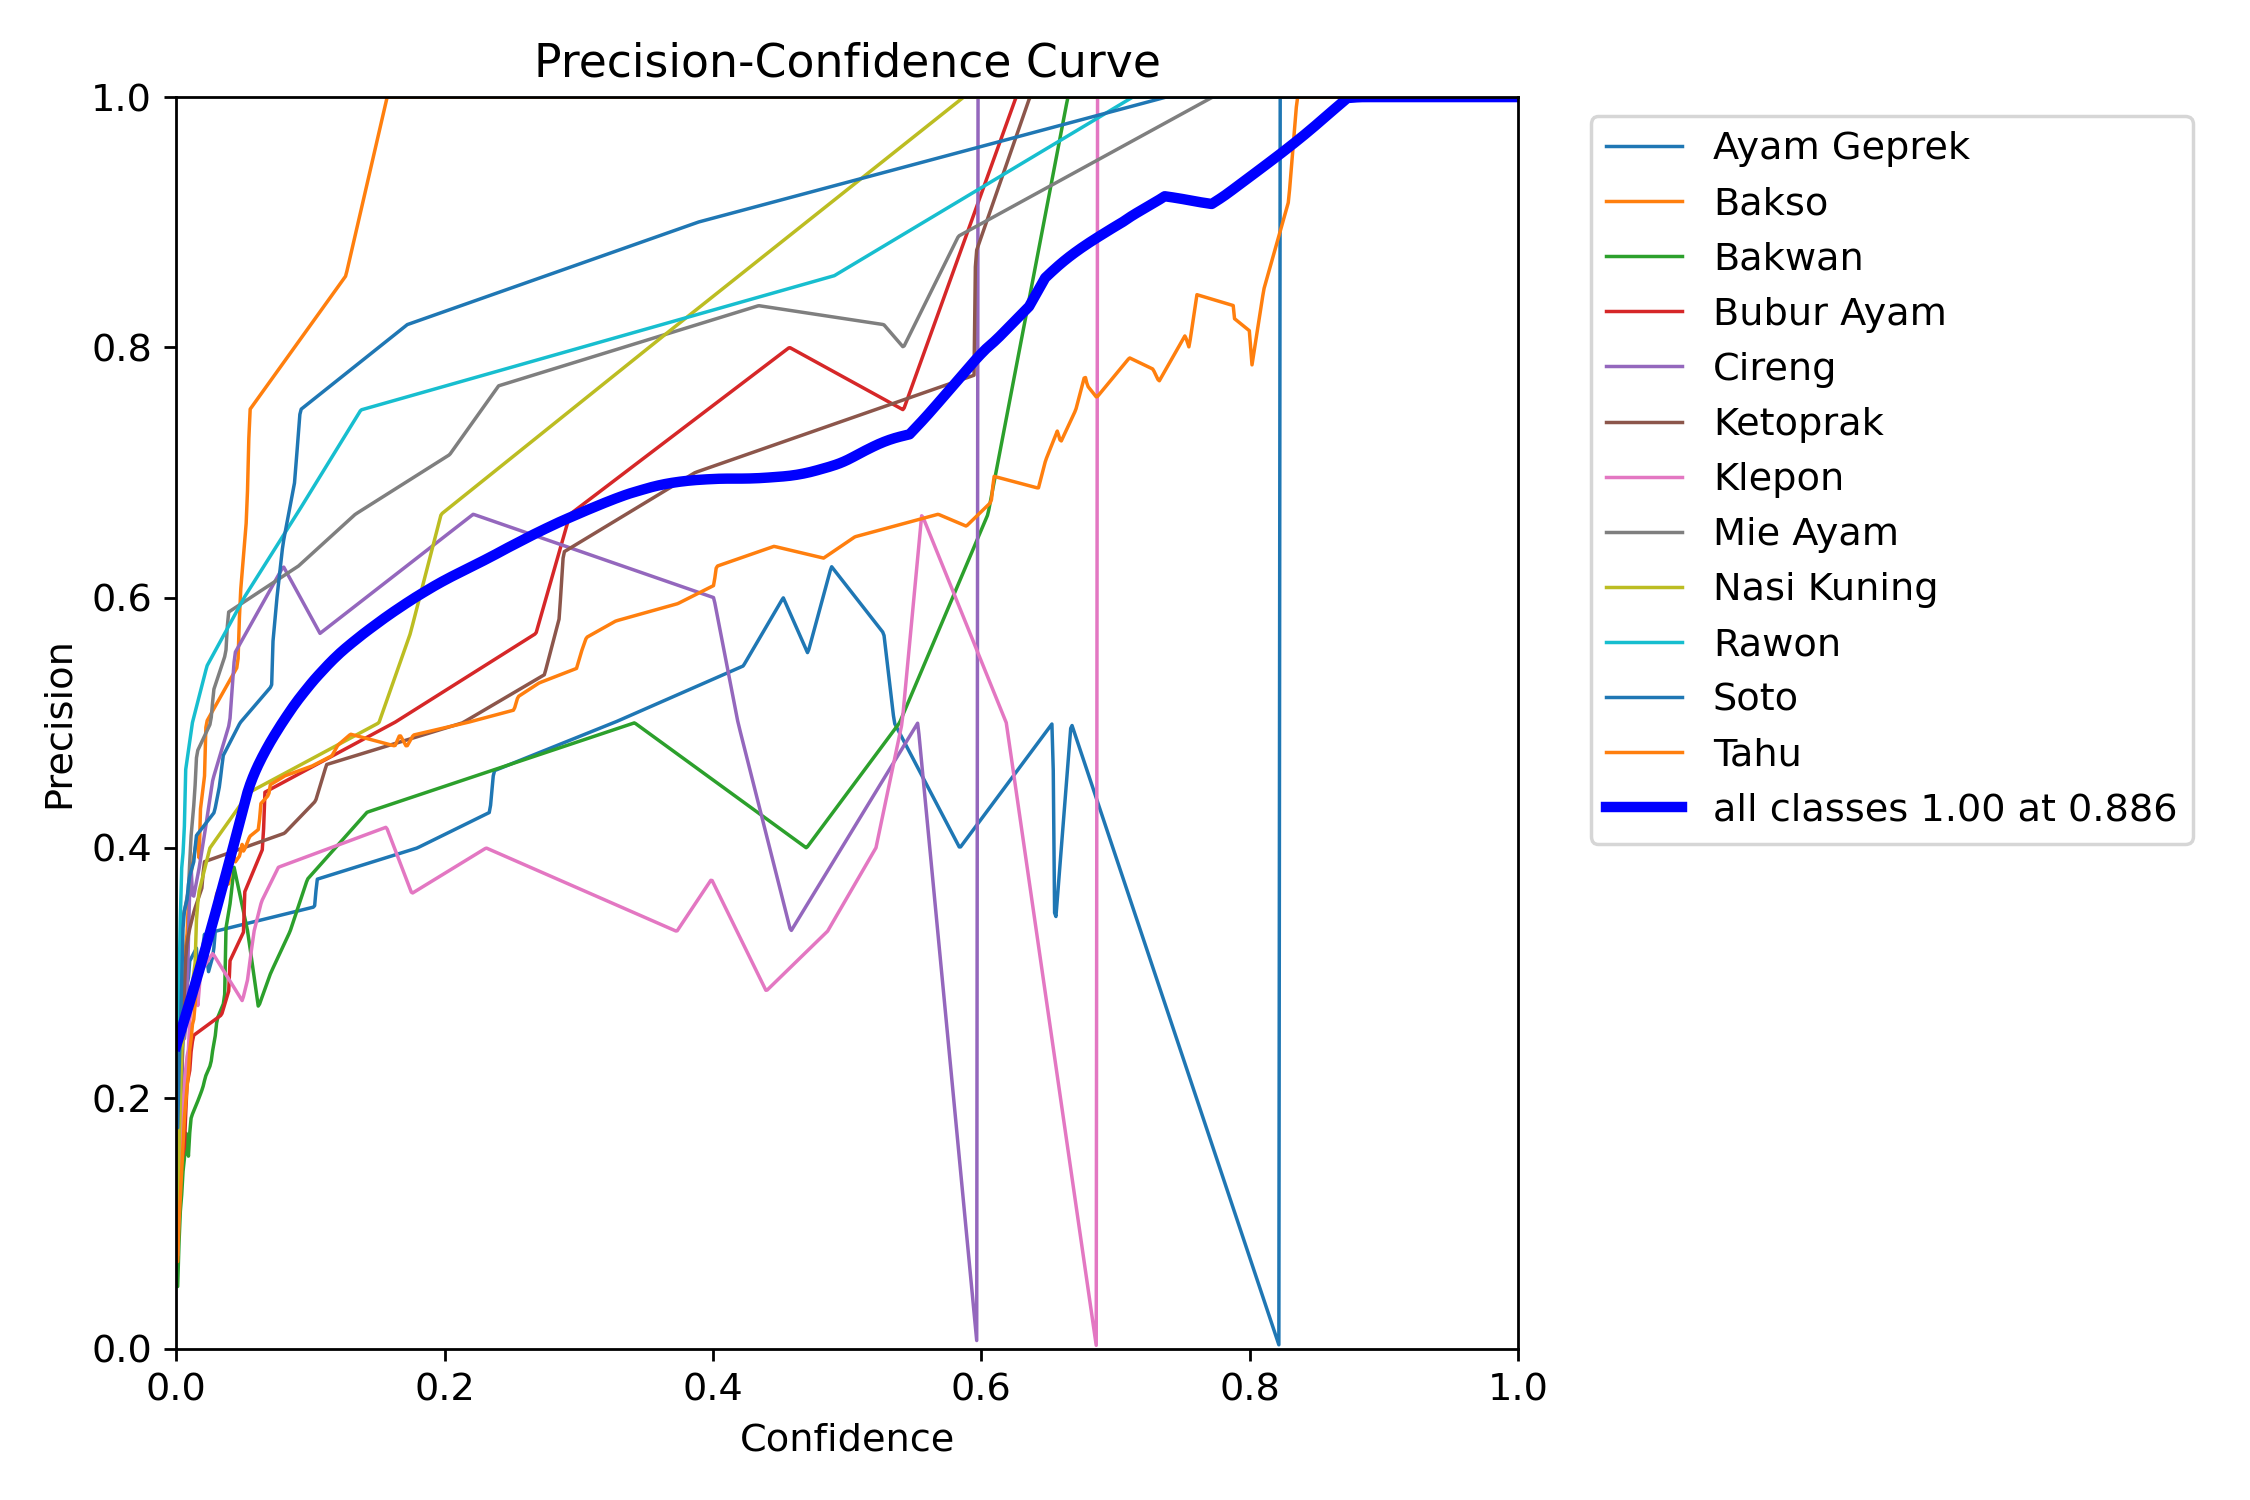 Precision-Confidence Curve
1.0
0.8
0.6
0.4
0.2
0.0
Precision
0.0 0.2 0.4 0.6 0.8 1.0
Confidence
Ayam Geprek
Bakso
Bakwan
Bubur Ayam
Cireng
Ketoprak
Klepon
Mie Ayam
Nasi Kuning
Rawon
Soto
Tahu
all classes 1.00 at 0.886